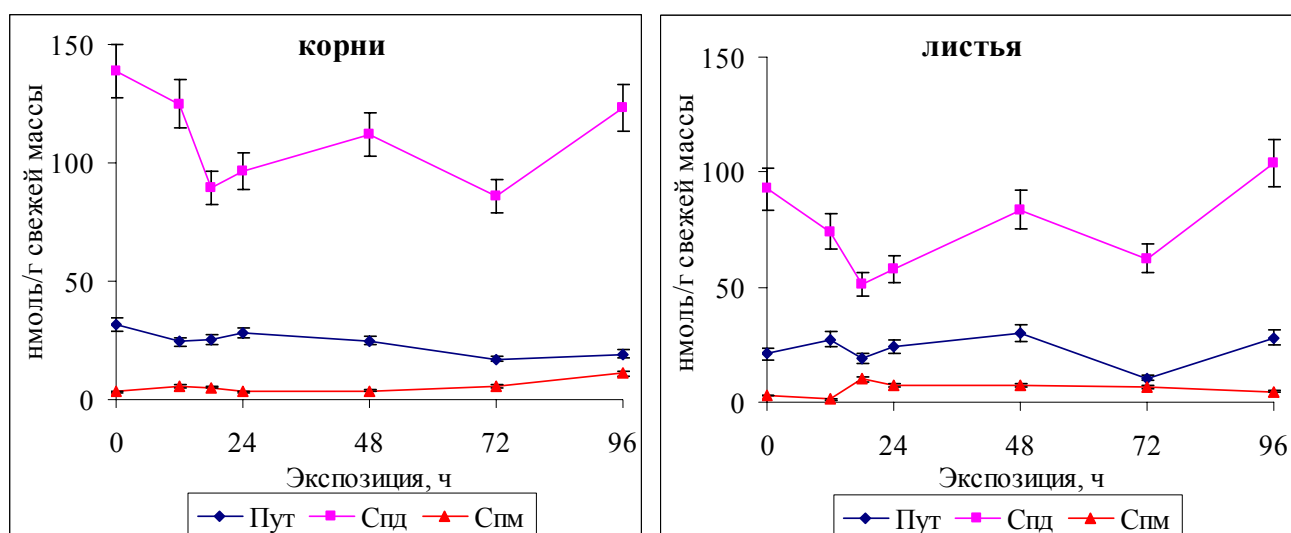 корни
нмоль/г свежей массы
150
100
50
0
0 24 48 72 96
Экспозиция, ч
Пут Спд Спм
листья
нмоль/г свежей массы
150
100
50
0
0 24 48 72 96
Экспозиция, ч
Пут Спд Спм